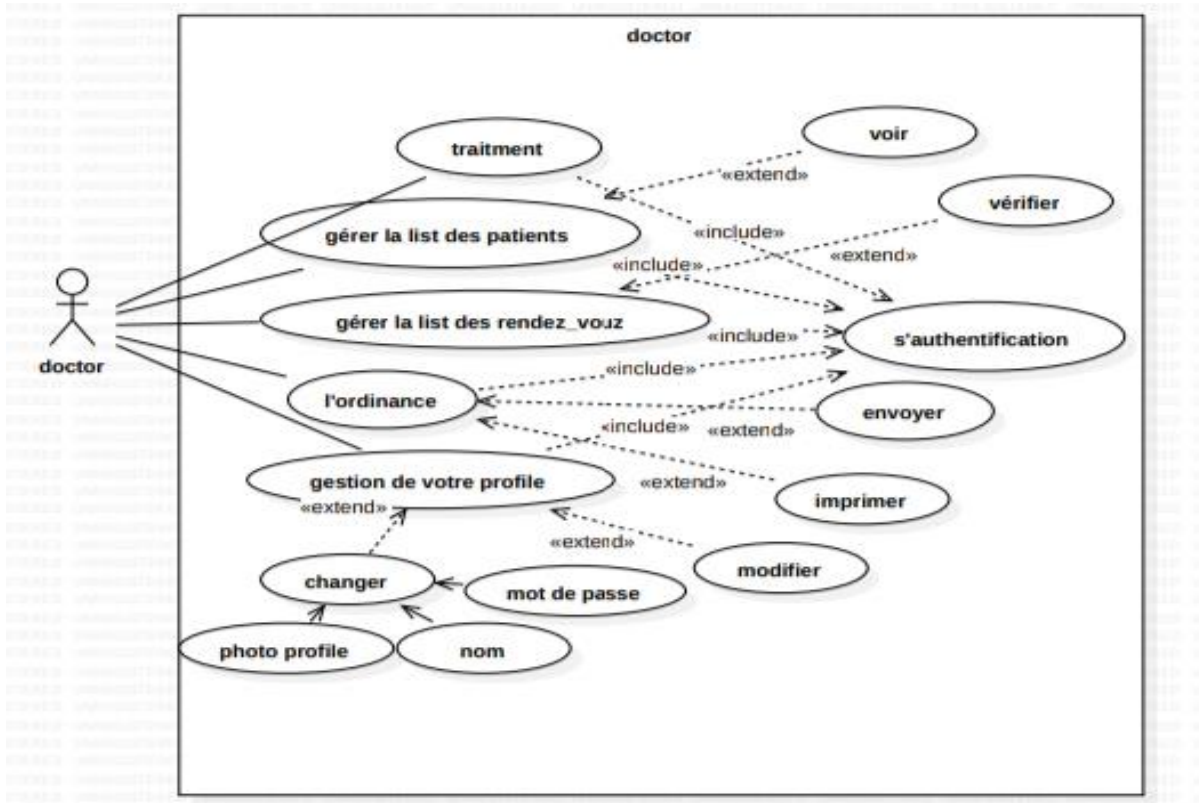 doctor
voir
traitment
«extend»
vérifier
gérer la list des patients
«include»
«extend»
«include»
gérer la list des rendez_vouz
«include»
s'authentification
doctor
«include»
l'ordinance
envoyer
«include»
«extend»
gestion de votre profile
«extend»
«extend»
imprimer
«extend»
modifier
changer
mot de passe
photo profile
nom